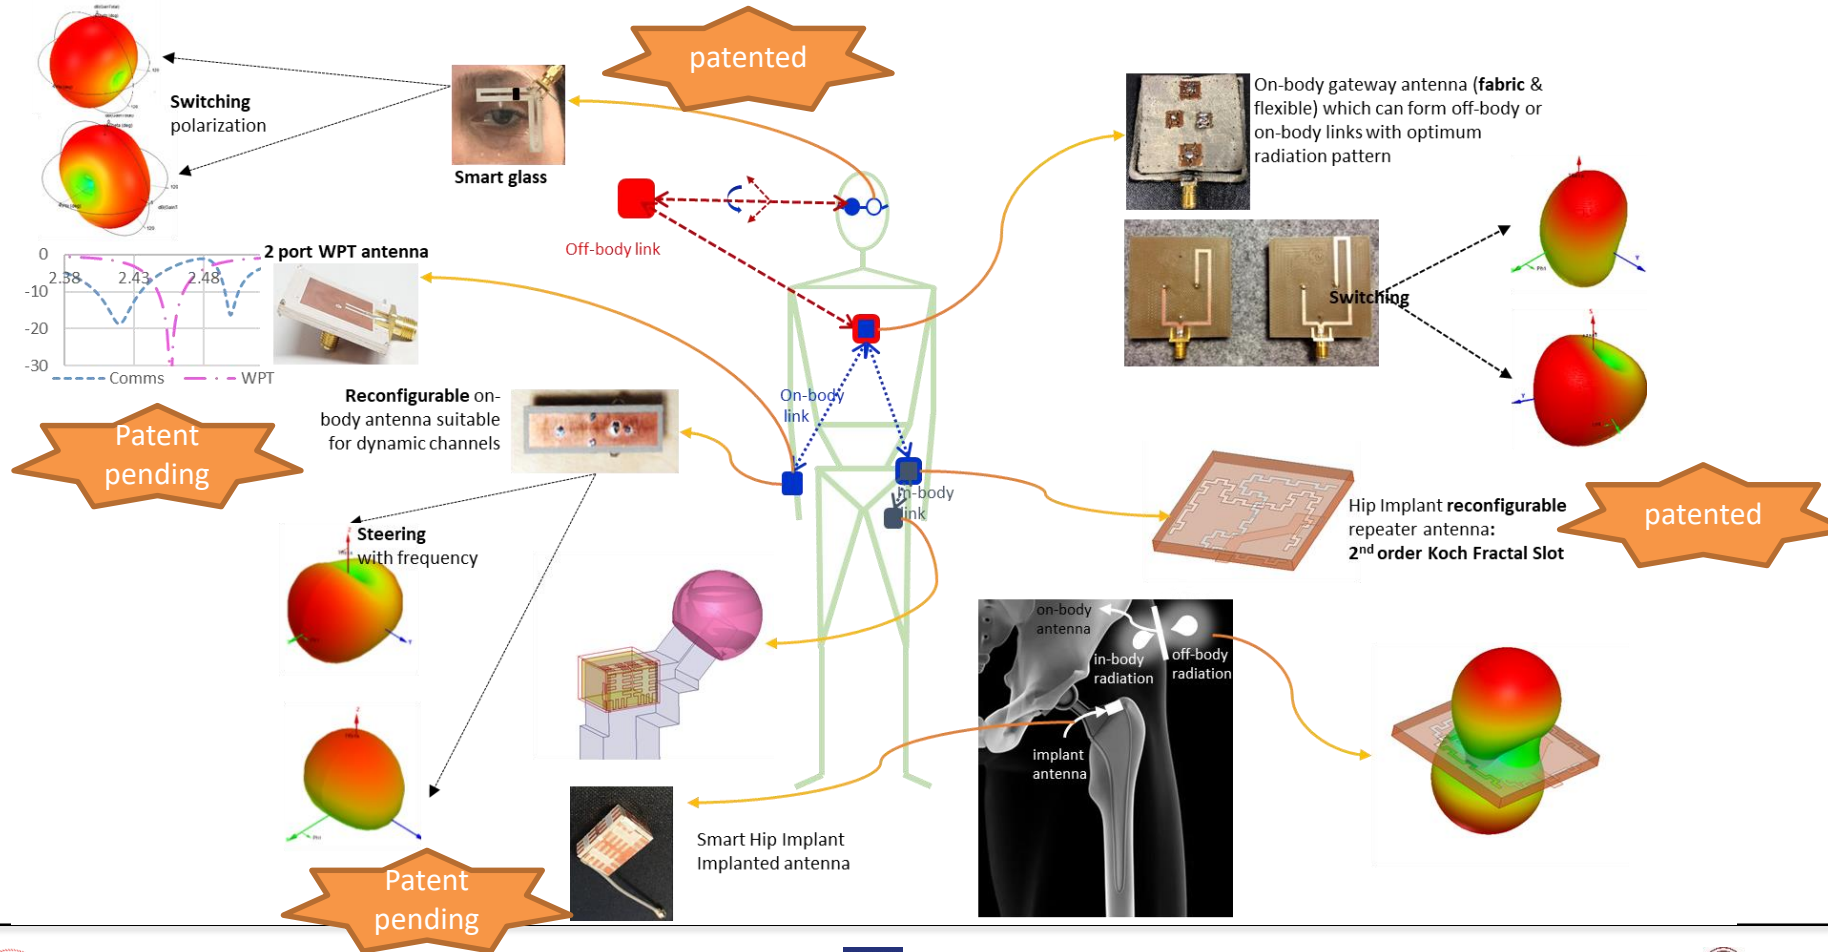 patented
Switching
polarization
Smart glass
On-body gateway antenna (fabric &
flexible) which can form off-body or
on-body links with optimum
radiation pattern
Off-body link
2 port WPT antenna
0
-10
-20
-30
2.38
2.43
2.48
Comms
WPT
Switching
Patent
pending
Reconfigurable on-
body antenna suitable
for dynamic channels
On-body
link
In-body
link
Hip Implant reconfigurable
repeater antenna:
2nd order Koch Fractal Slot
patented
Steering
with frequency
on-body
antenna
in-body
radiation
off-body
radiation
implant
antenna
Smart Hip Implant
Implanted antenna
Patent
pending